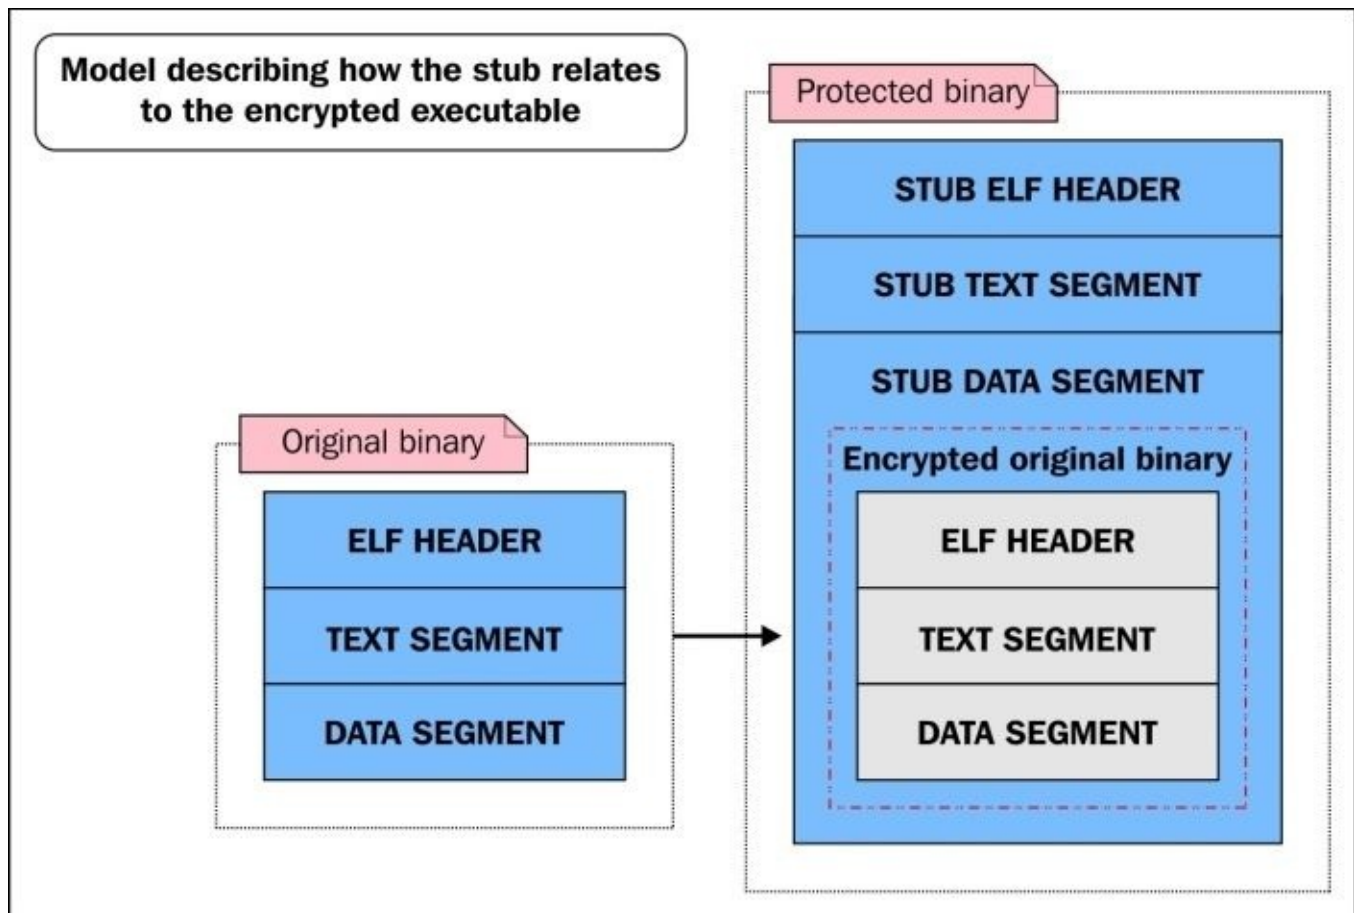 Model describing how the stub relates
to the encrypted executable
Protected binary
STUB ELF HEADER
STUB TEXT SEGMENT
STUB DATA SEGMENT
Encrypted original binary
ELF HEADER
TEXT SEGMENT
DATA SEGMENT
Original binary
ELF HEADER
TEXT SEGMENT
DATA SEGMENT